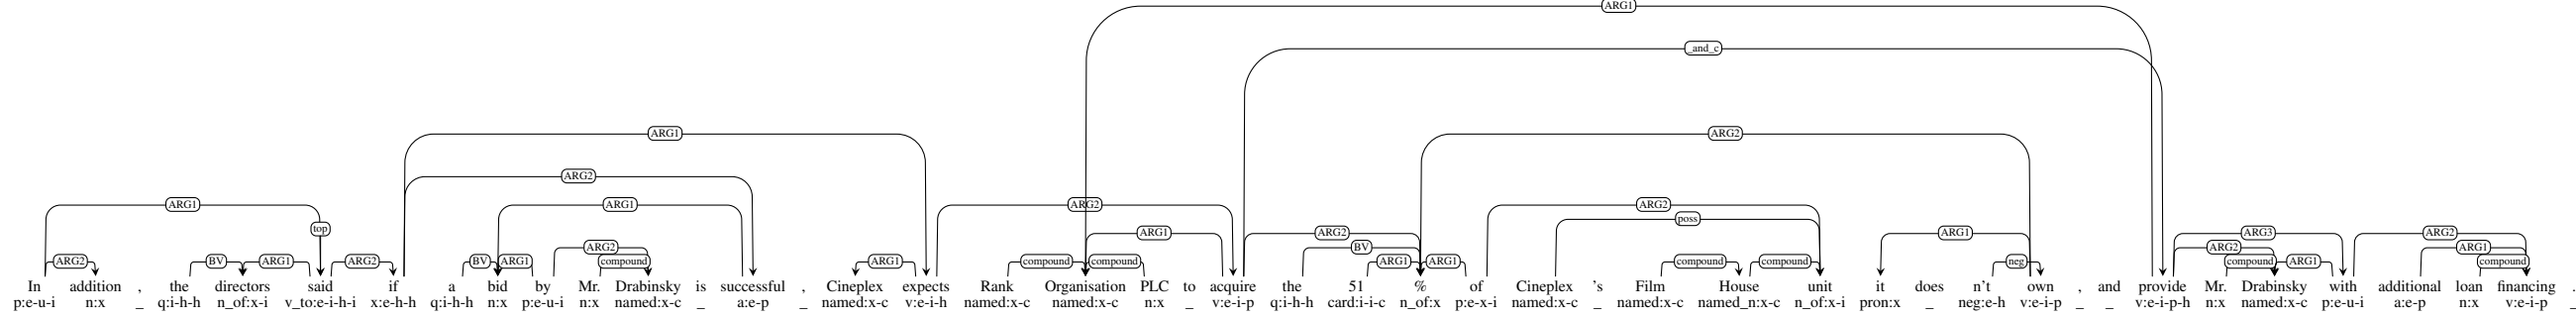 ARG1
_and_c
ARG1 ARG2
ARG2
ARG1 ARG1 ARG2 ARG2
poss
top ARG1 ARG2 ARG1 ARG3 ARG2
ARG2 BV ARG2 ARG1
ARG2 BV ARG1 ARG2 BV ARG1 compound ARG1 compound compound ARG1 ARG1 compound compound neg compound ARG1 compound
In addition , the directors said if a bid by Mr. Drabinsky is successful , Cineplex expects Rank Organisation PLC to acquire the 51 % of Cineplex 's Film House unit it does n't own , and provide Mr. Drabinsky with additional loan financing .
p:e-u-i n:x _ q:i-h-h n_of:x-i v_to:e-i-h-i x:e-h-h q:i-h-h n:x p:e-u-i n:x named:x-c _ a:e-p _ named:x-c v:e-i-h named:x-c named:x-c n:x _ v:e-i-p q:i-h-h card:i-i-c n_of:x p:e-x-i named:x-c _ named:x-c named_n:x-c n_of:x-i pron:x _ neg:e-h v:e-i-p _ _ v:e-i-p-h n:x named:x-c p:e-u-i a:e-p n:x v:e-i-p _